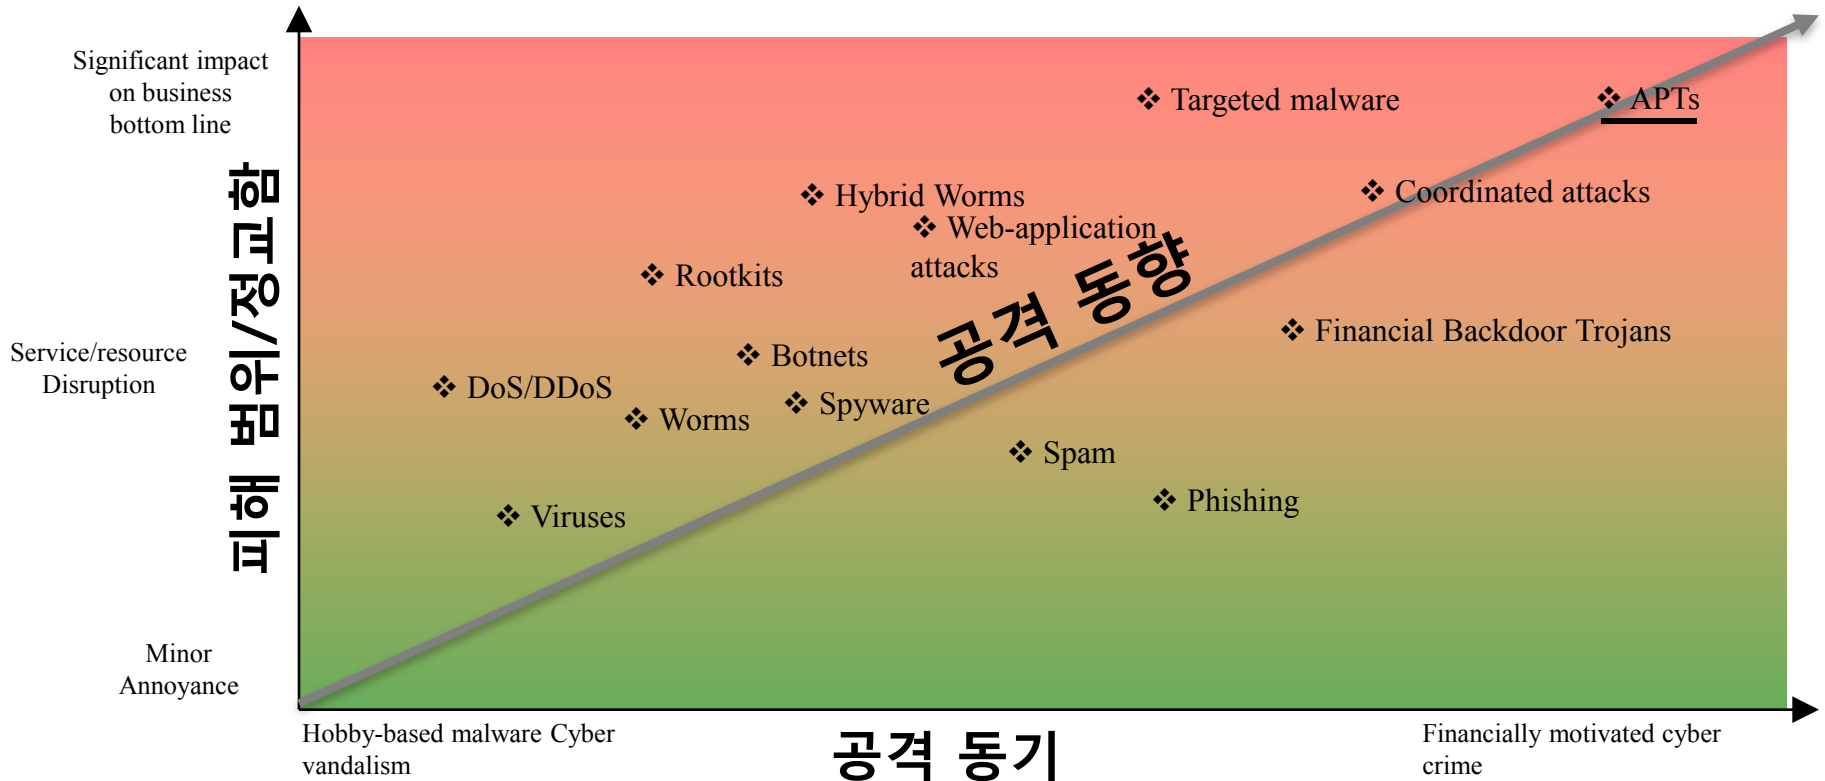 Significant impact
on business
bottom line
❖ Targeted malware
❖ APTs
피해 범위/정교함
❖ Hybrid Worms
❖ Coordinated attacks
❖ Web-application
attacks
❖ Rootkits
공격 동향
❖ Financial Backdoor Trojans
Service/resource
Disruption
❖ Botnets
❖ DoS/DDoS
❖ Spyware
❖ Worms
❖ Spam
❖ Phishing
❖ Viruses
Minor
Annoyance
Hobby-based malware Cyber
vandalism
공격 동기
Financially motivated cyber
crime